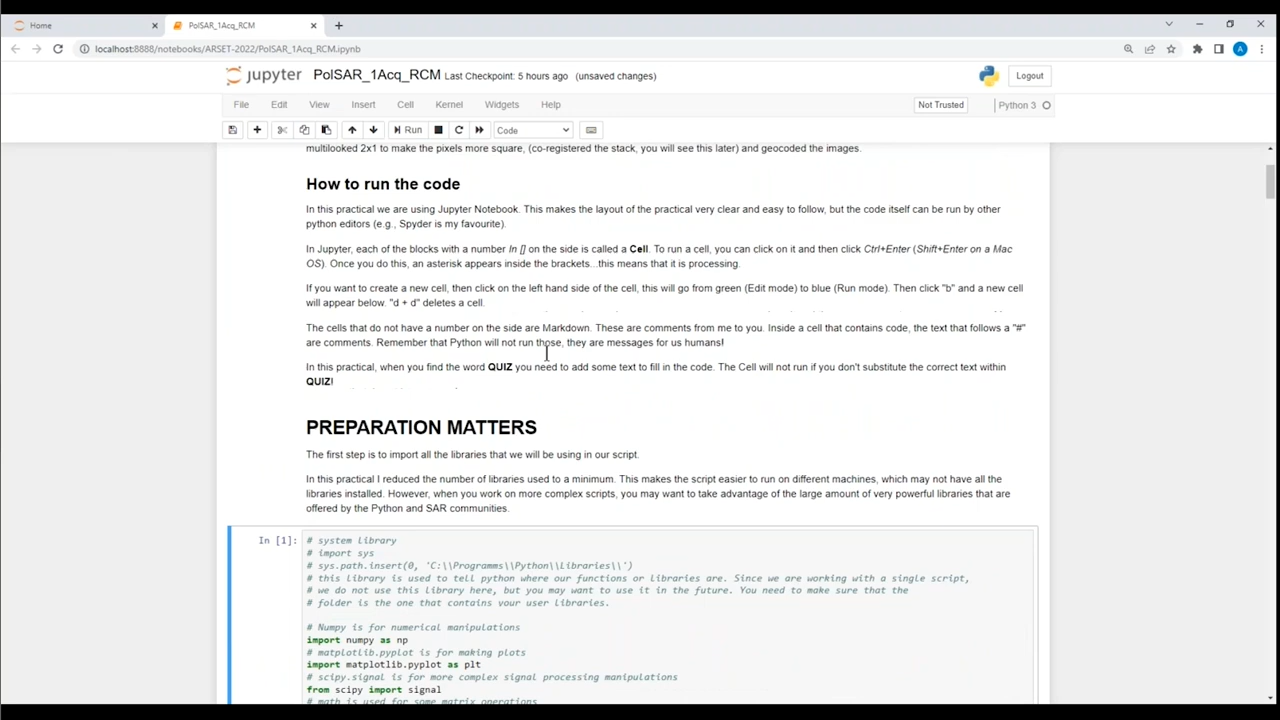 Home
PolSAR_1Acq_RCM
localhost:8888/notebooks/ARSET-2022/PolSAR_1Acq_RCM.ipynb
A
jupyter PolSAR_1Acq_RCM Last Checkpoint: 5 hours ago (unsaved changes)
Logout
File Edit View Insert Cell Kernel Widgets Help
Not Trusted
Python 3
Run
Code
multilooked 2x1 to make the pixels more square, (co-registered the stack, you will see this later) and geocoded the images.
How to run the code
In this practical we are using Jupyter Notebook. This makes the layout of the practical very clear and easy to follow, but the code itself can be run by other
python editors (e.g., Spyder is my favourite).
In Jupyter, each of the blocks with a number In [] on the side is called a Cell. To run a cell, you can click on it and then click Ctrl+Enter (Shift+Enter on a Mac
OS). Once you do this, an asterisk appears inside the brackets...this means that it is processing.
If you want to create a new cell, then click on the left hand side of the cell, this will go from green (Edit mode) to blue (Run mode). Then click "b" and a new cell
will appear below. "d + d" deletes a cell.
The cells that do not have a number on the side are Markdown. These are comments from me to you. Inside a cell that contains code, the text that follows a "#"
are comments. Remember that Python will not run those, they are messages for us humans!
In this practical, when you find the word QUIZ you need to add some text to fill in the code. The Cell will not run if you don't substitute the correct text within
QUIZ!
PREPARATION MATTERS
The first step is to import all the libraries that we will be using in our script.
In this practical I reduced the number of libraries used to a minimum. This makes the script easier to run on different machines, which may not have all the
libraries installed. However, when you work on more complex scripts, you may want to take advantage of the large amount of very powerful libraries that are
offered by the Python and SAR communities.
In [1]:
# system library
# import sys
# sys.path.insert(0, 'C:\\Programms\\Python\\libraries\\')
# this library is used to tell python where our functions or libraries are. Since we are working with a single script,
# we do not use this library here, but you may want to use it in the future. You need to make sure that the
# folder is the one that contains your user libraries.
# Numpy is for numerical manipulations
import numpy as np
# matplotlib.pyplot is for making plots
import matplotlib.pyplot as plt
# scipy.signal is for more complex signal processing manipulations
from scipy import signal
# math is used for some matrix operations